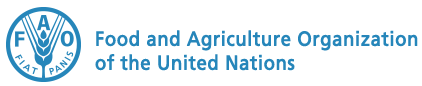 F A O
FIAT PANIS
Food and Agriculture Organization
of the United Nations